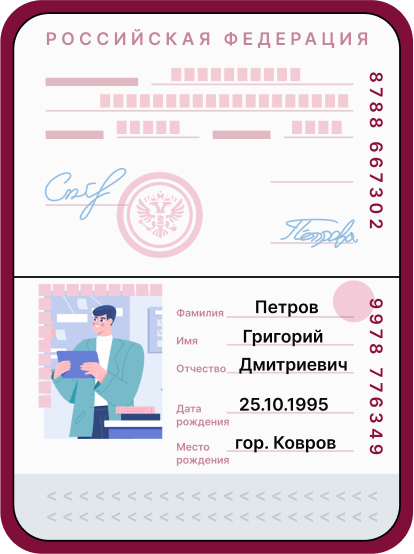 РОССИЙСКАЯ ФЕДЕРАЦИЯ
8788 667302
Петрова
9978 776349
Фамилия Петров
Имя Григорий
Отчество Дмитриевич
Дата рождения 25.10.1995
Место рождения гор. Ковров
<<<<<<<<<<<<<<<<<<<<
<<<<<<<<<<<<<<<<<<<<